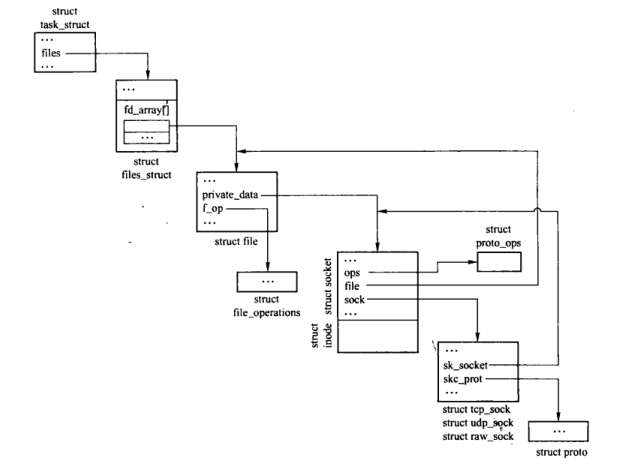 struct
task_struct
...
files
...
...
fd_array[]
...
struct
files_struct
...
private_data
f_op
...
struct file
...
struct
file_operations
struct
proto_ops
struct socket
...
ops
file
sock
...
struct
inode
...
sk_socket
skc_prot
...
struct tcp_sock
struct udp_sock
struct raw_sock
...
struct proto